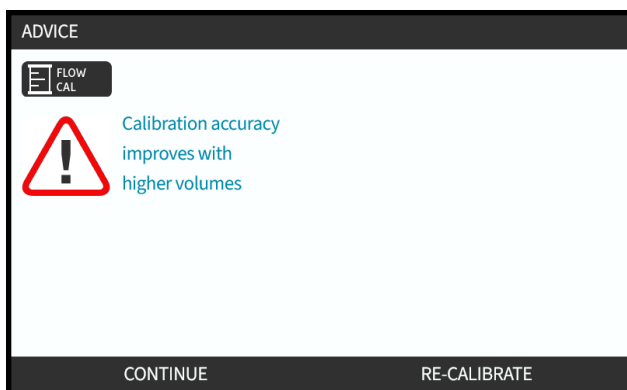 ADVICE
FLOW
CAL
Calibration accuracy
improves with
higher volumes
CONTINUE RE-CALIBRATE